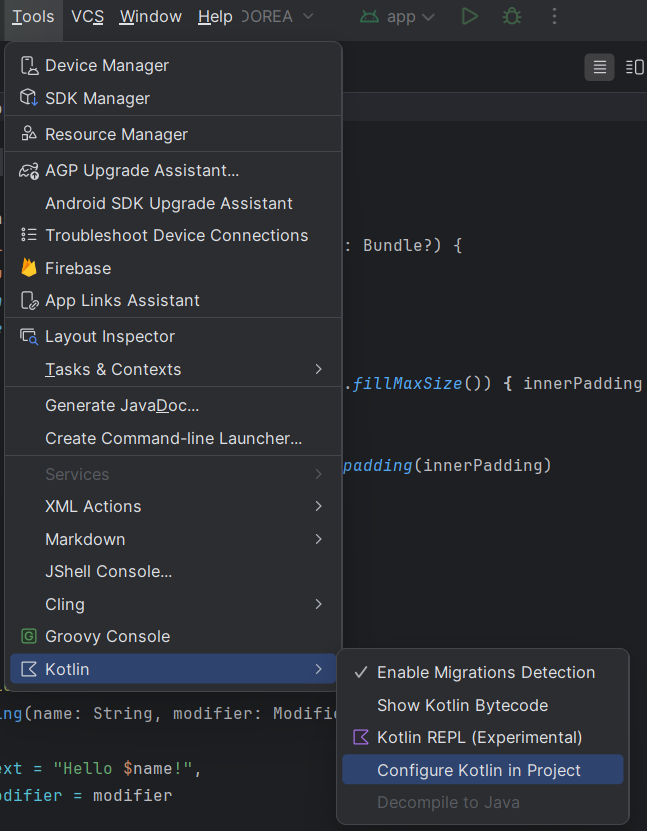 Tools VCS Window Help OREA app
Device Manager
SDK Manager
Resource Manager
AGP Upgrade Assistant...
Android SDK Upgrade Assistant
Troubleshoot Device Connections
: Bundle?) {
Firebase
App Links Assistant
Layout Inspector
Tasks & Contexts
.fillMaxSize()) { innerPadding
Generate JavaDoc...
Create Command-line Launcher...
padding(innerPadding)
Services
XML Actions
Markdown
JShell Console...
Cling
Groovy Console
Kotlin
Enable Migrations Detection
Show Kotlin Bytecode
ng(name: String, modifier: Modifie
Kotlin REPL (Experimental)
Configure Kotlin in Project
ext = "Hello $name!",
odifier = modifier
Decompile to Java